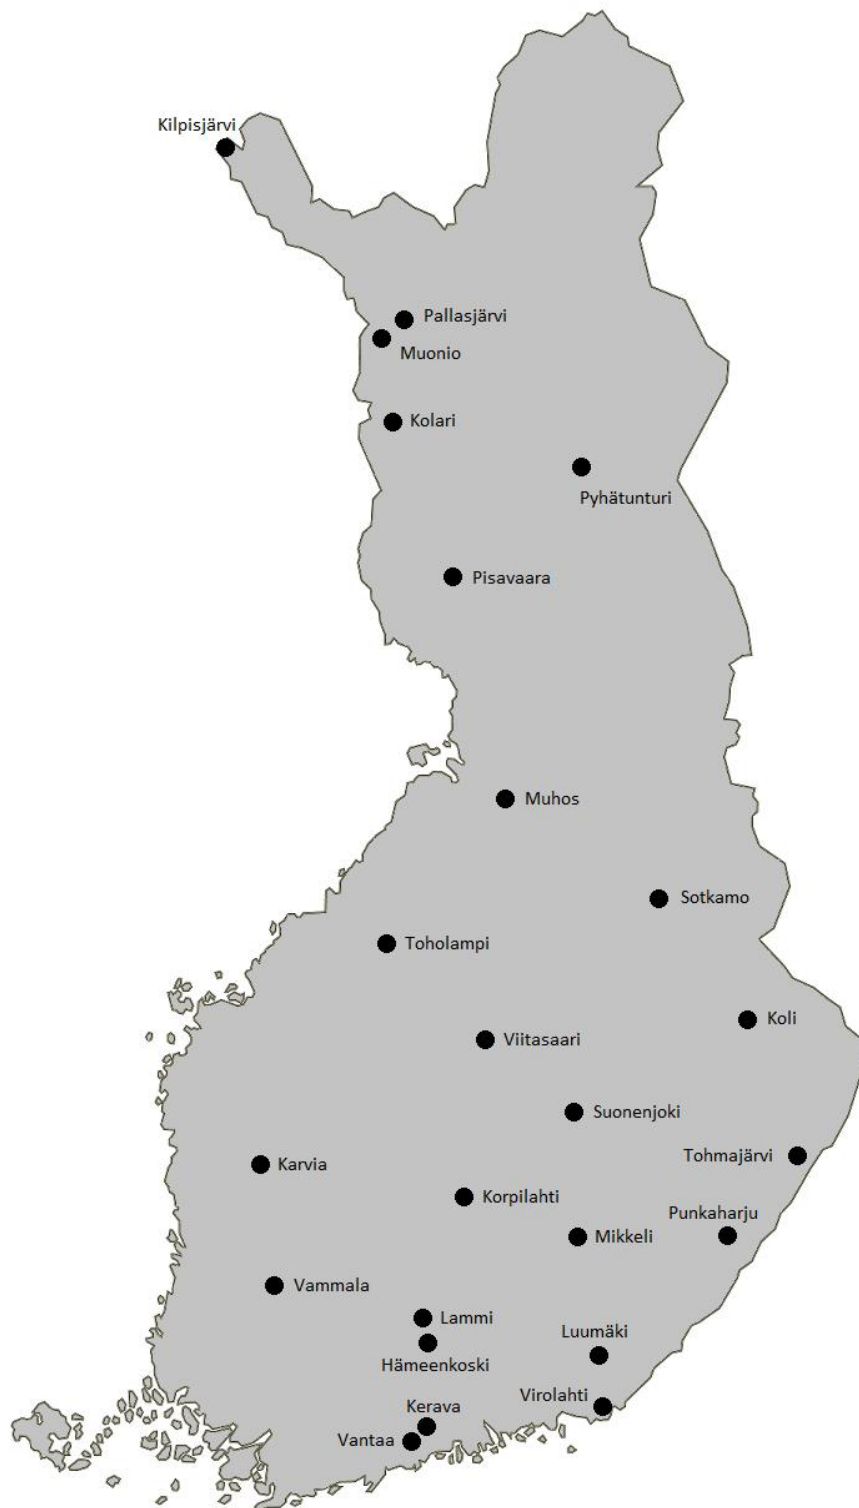 Kilpisjärvi
Pallasjärvi
Muonio
Kolari
Pyhätunturi
Pisavaara
Muhos
Sotkamo
Toholampi
Koli
Viitasaari
Suonenjoki
Tohmajärvi
Karvia
Korpilahti
Punkaharju
Mikkeli
Vammala
Lammi
Luumäki
Hämeenkoski
Virolahti
Kerava
Vantaa